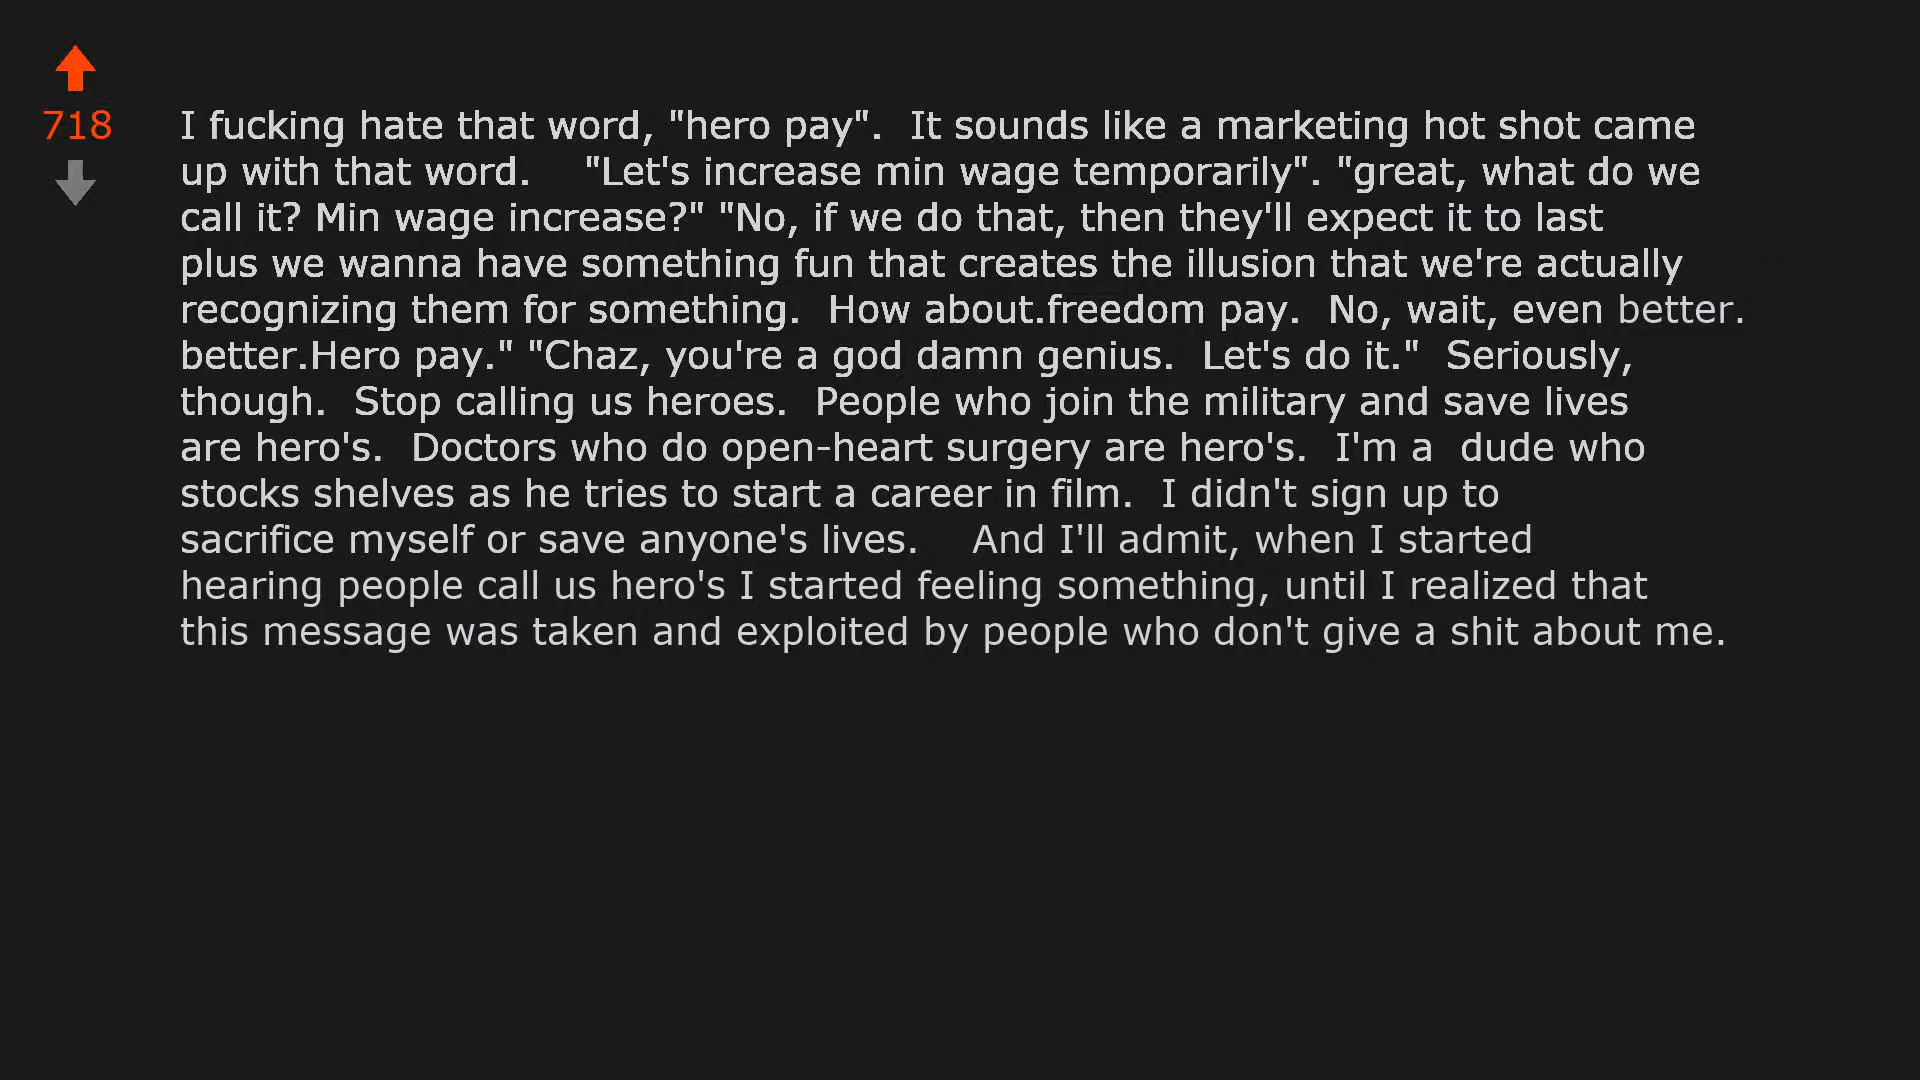 718
I fucking hate that word, "hero pay".  It sounds like a marketing hot shot came
up with that word.    "Let's increase min wage temporarily". "great, what do we
call it? Min wage increase?" "No, if we do that, then they'll expect it to last
plus we wanna have something fun that creates the illusion that we're actually
recognizing them for something.  How about.freedom pay.  No, wait, even better.
better.Hero pay." "Chaz, you're a god damn genius.  Let's do it."  Seriously,
though.  Stop calling us heroes.  People who join the military and save lives
are hero's.  Doctors who do open-heart surgery are hero's.  I'm a  dude who
stocks shelves as he tries to start a career in film.  I didn't sign up to
sacrifice myself or save anyone's lives.    And I'll admit, when I started
hearing people call us hero's I started feeling something, until I realized that
this message was taken and exploited by people who don't give a shit about me.